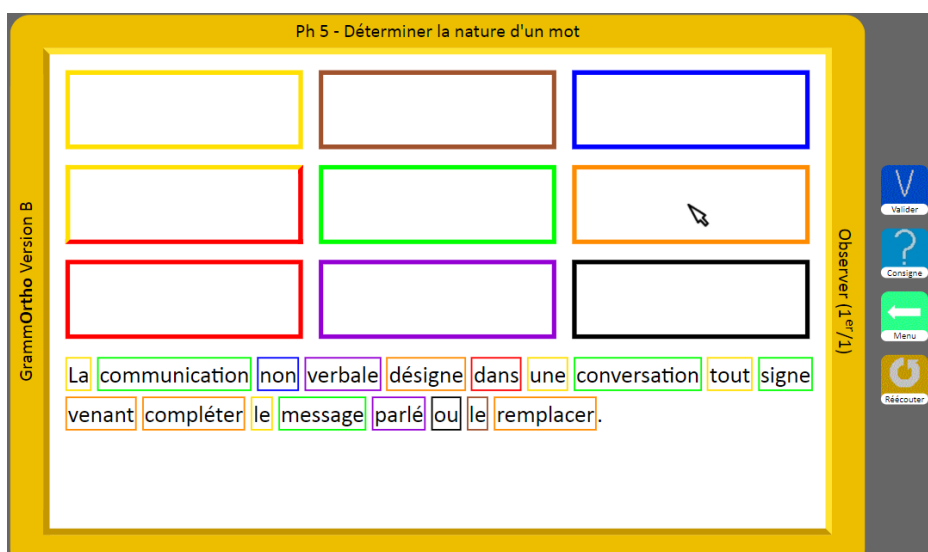 Ph 5 - Déterminer la nature d'un mot
GrammOrtho Version B
La communication non verbale désigne dans une conversation tout signe
venant compléter le message parlé ou le remplacer.
Observer (1er/1)
Valider
?
Consigne
Menu
Réécouter